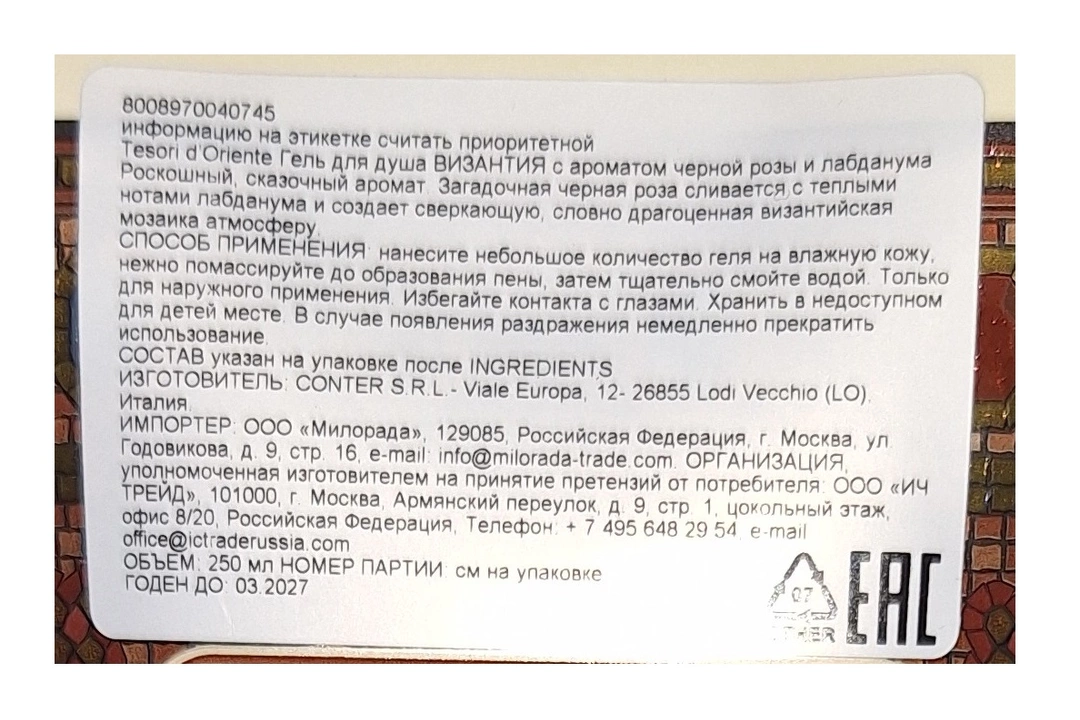 8008970040745
информацию на этикетке считать приоритетной
Tesori d'Oriente Гель для душа ВИЗАНТИЯ с ароматом черной розы и лабданума
Роскошный, сказочный аромат. Загадочная черная роза сливается с теплыми
нотами лабданума и создает сверкающую, словно драгоценная византийская
мозаика атмосферу.
СПОСОБ ПРИМЕНЕНИЯ: нанесите небольшое количество геля на влажную кожу,
нежно помассируйте до образования пены, затем тщательно смойте водой. Только
для наружного применения. Избегайте контакта с глазами. Хранить в недоступном
для детей месте. В случае появления раздражения немедленно прекратить
использование.
СОСТАВ указан на упаковке после INGREDIENTS
ИЗГОТОВИТЕЛЬ: CONTER S.R.L.- Viale Europa, 12- 26855 Lodi Vecchio (LO).
Италия.
ИМПОРТЕР: ООО «Милорада», 129085, Российская Федерация, г. Москва, ул.
Годовикова, д. 9, стр. 16, e-mail: info@milorada-trade.com. ОРГАНИЗАЦИЯ,
уполномоченная изготовителем на принятие претензий от потребителя: ООО «ИЧ
ТРЕЙД», 101000, г. Москва, Армянский переулок, д. 9, стр. 1, цокольный этаж,
офис 8/20, Российская Федерация, Телефон: + 7 495 648 29 54. e-mail
office@ictraderussia.com
ОБЪЕМ: 250 мл НОМЕР ПАРТИИ: см на упаковке
ГОДЕН ДО: 03.2027
07
OTHER
EAC